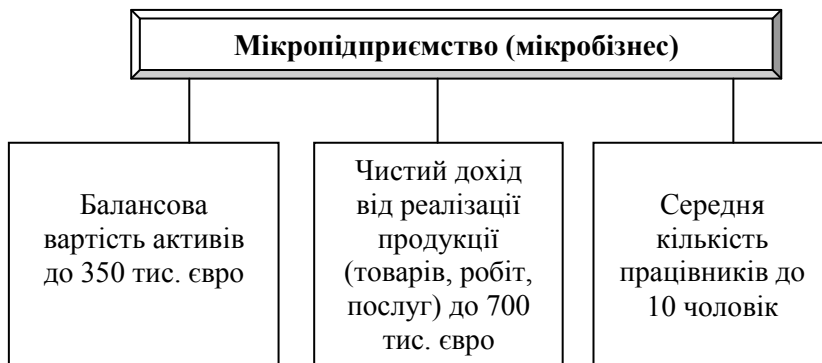 Мікропідприємство (мікробізнес)
Балансова
вартість активів
до 350 тис. євро
Чистий дохід
від реалізації
продукції
(товарів, робіт,
послуг) до 700
тис. євро
Середня
кількість
працівників до
10 чоловік